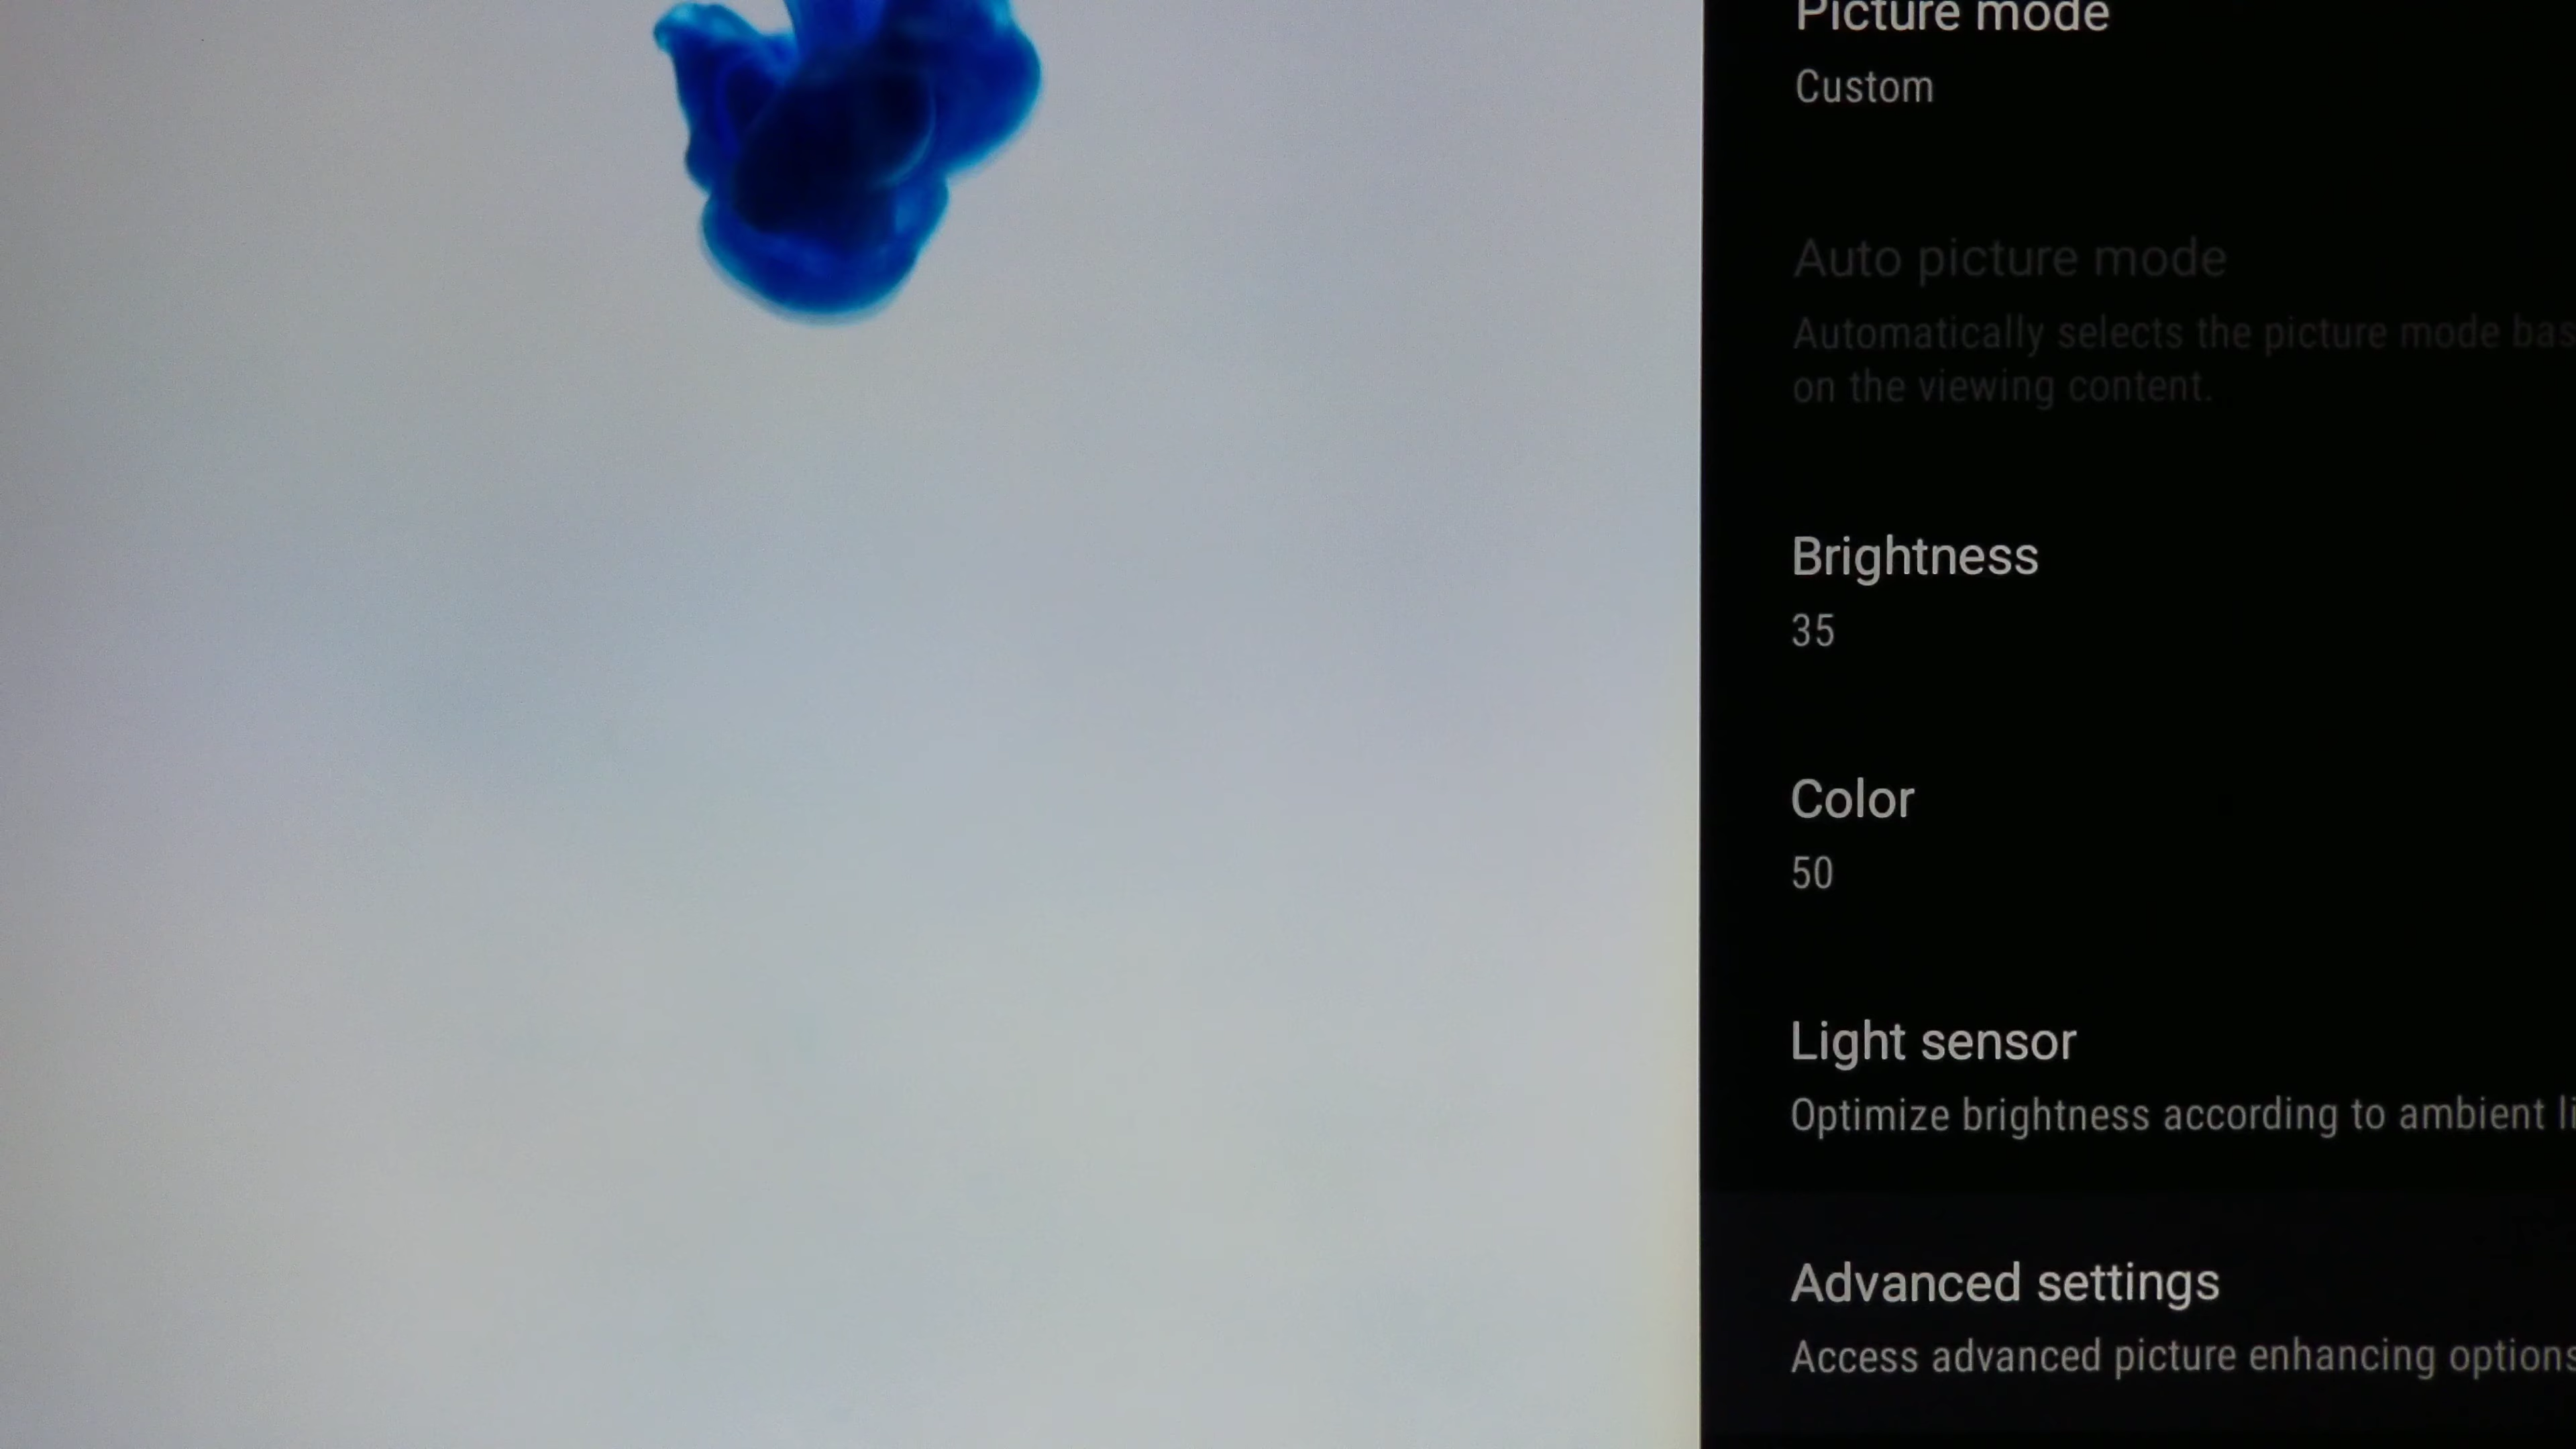 Picture mode
Custom
Auto picture mode
Automatically selects the picture mode bas
on the viewing content.
Brightness
35
Color
50
Light sensor
Optimize brightness according to ambient li
Advanced settings
Access advanced picture enhancing options